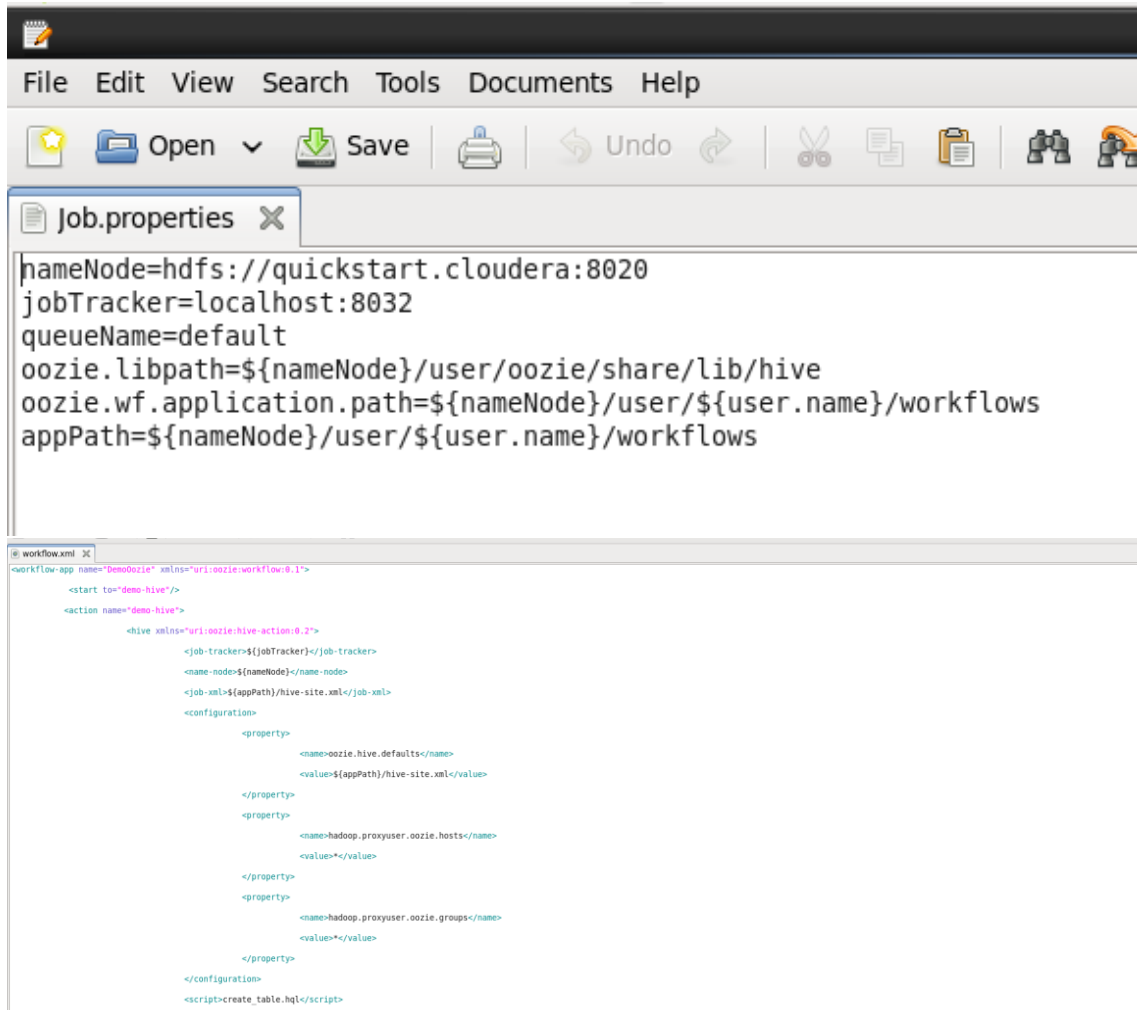 File Edit View Search Tools Documents Help
Open Save Undo
Job.properties
nameNode=hdfs://quickstart.cloudera:8020
jobTracker=localhost:8032
queueName=default
oozie.libpath=${nameNode}/user/oozie/share/lib/hive
oozie.wf.application.path=${nameNode}/user/${user.name}/workflows
appPath=${nameNode}/user/${user.name}/workflows
workflow.xml
<workflow-app name="DemoOozie" xmlns="uri:oozie:workflow:0.1">
<start to="demo-hive"/>
<action name="demo-hive">
<hive xmlns="uri:oozie:hive-action:0.2">
<job-tracker>${jobTracker}</job-tracker>
<name-node>${nameNode}</name-node>
<job-xml>${appPath}/hive-site.xml</job-xml>
<configuration>
<property>
<name>oozie.hive.defaults</name>
<value>${appPath}/hive-site.xml</value>
</property>
<property>
<name>hadoop.proxyuser.oozie.hosts</name>
<value>*</value>
</property>
<property>
<name>hadoop.proxyuser.oozie.groups</name>
<value>*</value>
</property>
</configuration>
<script>create_table.hql</script>